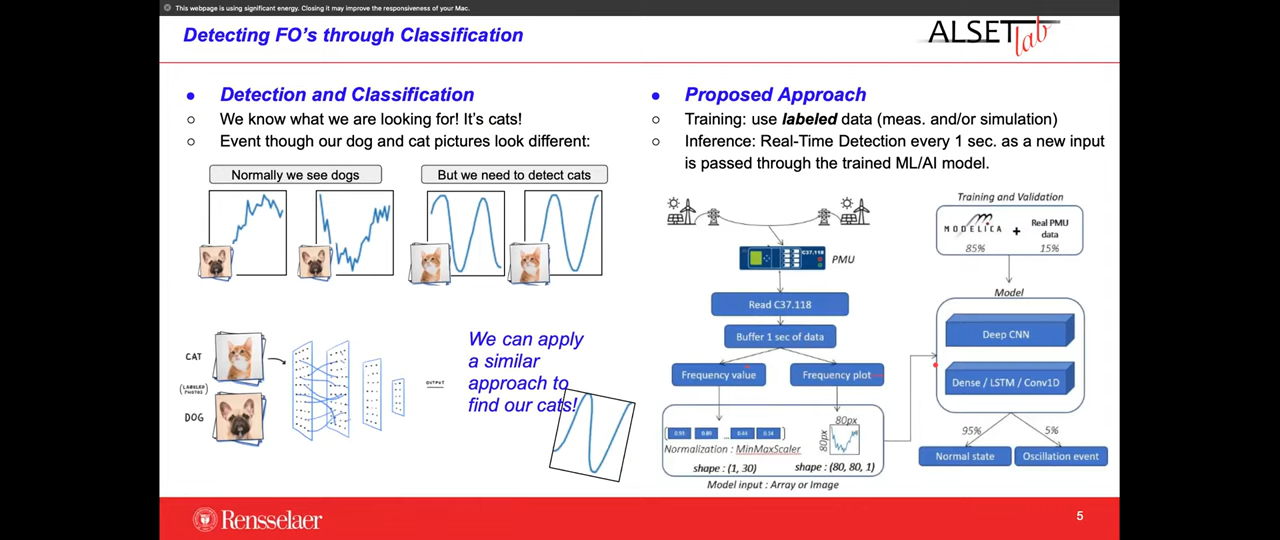 This webpage is using significant energy. Closing it may improve the responsiveness of your Mac.
Detecting FO's through Classification
ALSET lab
Detection and Classification
We know what we are looking for! It's cats!
Event though our dog and cat pictures look different:
Normally we see dogs
But we need to detect cats
CAT
(LABELED
PHOTOS)
DOG
OUTPUT
We can apply
a similar
approach to
find our cats!
Proposed Approach
Training: use labeled data (meas. and/or simulation)
Inference: Real-Time Detection every 1 sec. as a new input
is passed through the trained ML/AI model.
C37.118
PMU
Read C37.118
Buffer 1 sec of data
Frequency value
Frequency plot
80px
80px
Normalization : MinMaxScaler
shape : (1, 30)
shape : (80, 80, 1)
Model input : Array or Image
Training and Validation
MODELICA
85%
+
Real PMU
data
15%
Model
Deep CNN
Dense / LSTM / Conv1D
95%
5%
Normal state
Oscillation event
Rensselaer
5